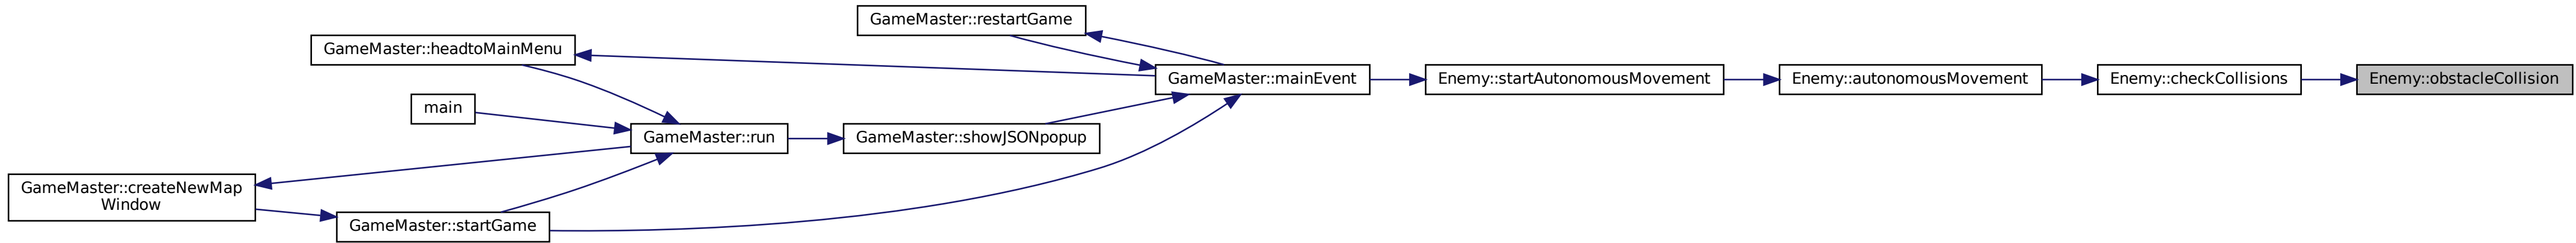 GameMaster::restartGame
GameMaster::headtoMainMenu
GameMaster::mainEvent
Enemy::startAutonomousMovement
Enemy::autonomousMovement
Enemy::checkCollisions
Enemy::obstacleCollision
main
GameMaster::run
GameMaster::showJSONpopup
GameMaster::createNewMap
Window
GameMaster::startGame